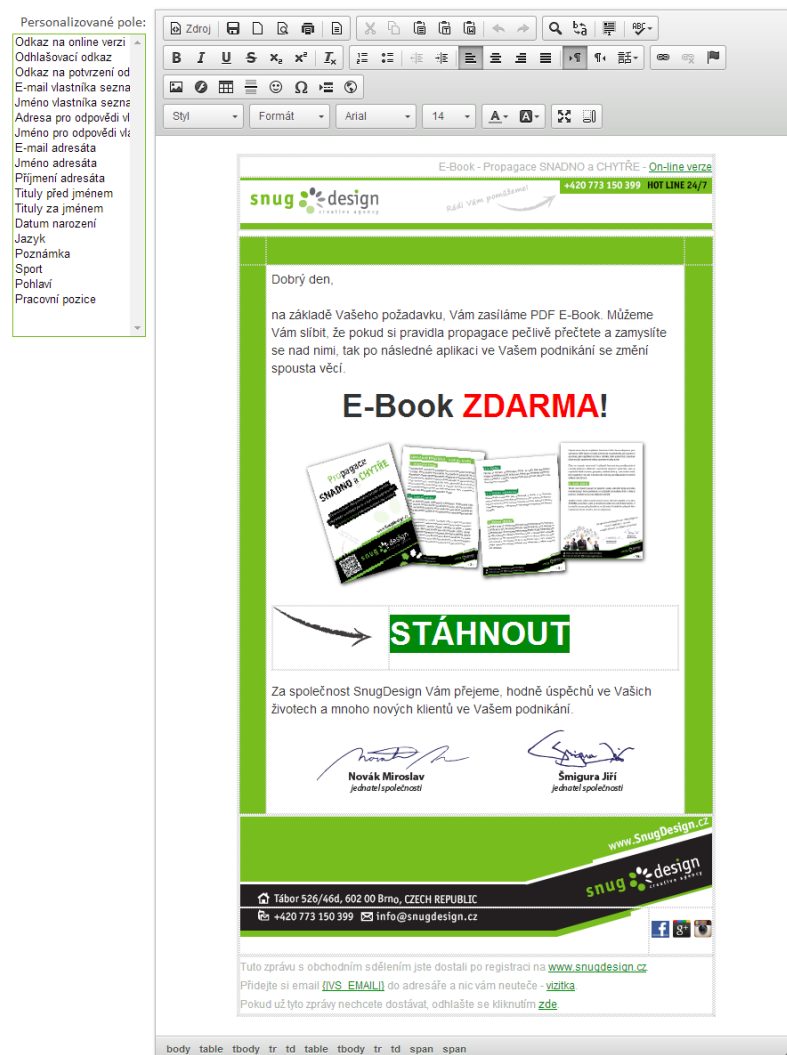 Personalizované pole:
Odkaz na online verzi
Odhlašovací odkaz
Odkaz na potvrzení od
E-mail vlastníka sezna
Jméno vlastníka sezna
Adresa pro odpovědi vl
Jméno pro odpovědi vla
E-mail adresáta
Jméno adresáta
Příjmení adresáta
Tituly před jménem
Tituly za jménem
Datum narození
Jazyk
Poznámka
Sport
Pohlaví
Pracovní pozice
Zdroj
Styl Formát Arial 14
E-Book - Propagace SNADNO a CHYTŘE - On-line verze
snug design
creative agency
Rádi Vám pomůžeme!
+420 773 150 399 HOT LINE 24/7
Dobrý den,
na základě Vašeho požadavku, Vám zasíláme PDF E-Book. Můžeme
Vám slíbit, že pokud si pravidla propagace pečlivě přečtete a zamyslíte
se nad nimi, tak po následné aplikaci ve Vašem podnikání se změní
spousta věcí.
E-Book ZDARMA!
Propagace
SNADNO a CHYTŘE
snug design
STÁHNOUT
Za společnost SnugDesign Vám přejeme, hodně úspěchů ve Vašich
životech a mnoho nových klientů ve Vašem podnikání.
Novák Miroslav
jednatel společnosti
Šmigura Jiří
jednatel společnosti
www.SnugDesign.cz
snug design
creative agency
Tábor 526/46d, 602 00 Brno, CZECH REPUBLIC
+420 773 150 399 info@snugdesign.cz
Tuto zprávu s obchodním sdělením jste dostali po registraci na www.snugdesign.cz.
Přidejte si email {|VS_EMAIL|} do adresáře a nic vám neuteče - vizitka.
Pokud už tyto zprávy nechcete dostávat, odhlašte se kliknutím zde.
body table tbody tr td table tbody tr td span span